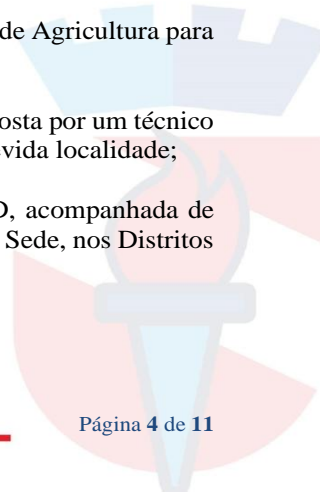 de Agricultura para
osta por um técnico
vida localidade;
D, acompanhada de
Sede, nos Distritos
Página 4 de 11